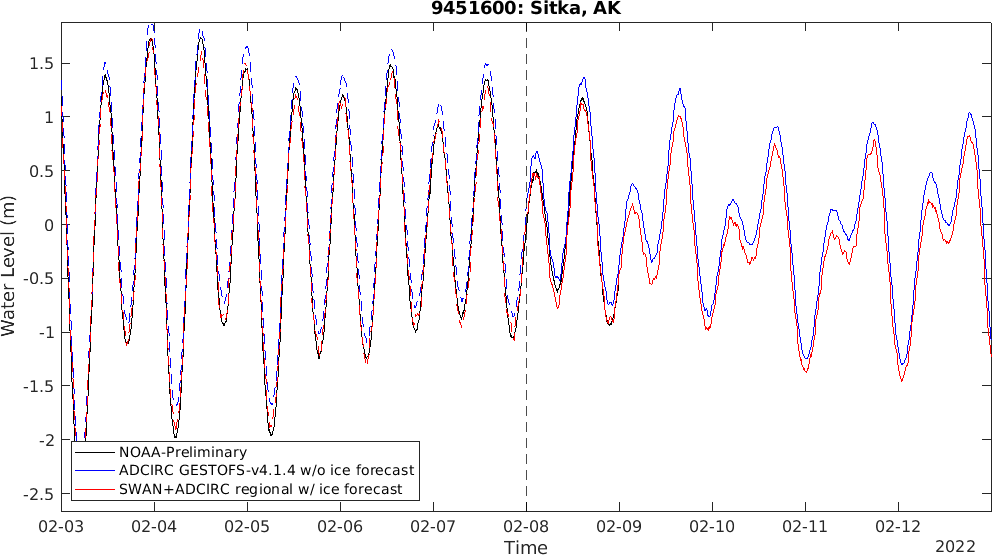 9451600: Sitka, AK
Water Level (m)
1.5
1
0.5
0
-0.5
-1
-1.5
-2
-2.5
NOAA-Preliminary
ADCIRC GESTOFS-v4.1.4 w/o ice forecast
SWAN+ADCIRC regional w/ ice forecast
02-03 02-04 02-05 02-06 02-07 02-08 02-09 02-10 02-11 02-12
Time
2022